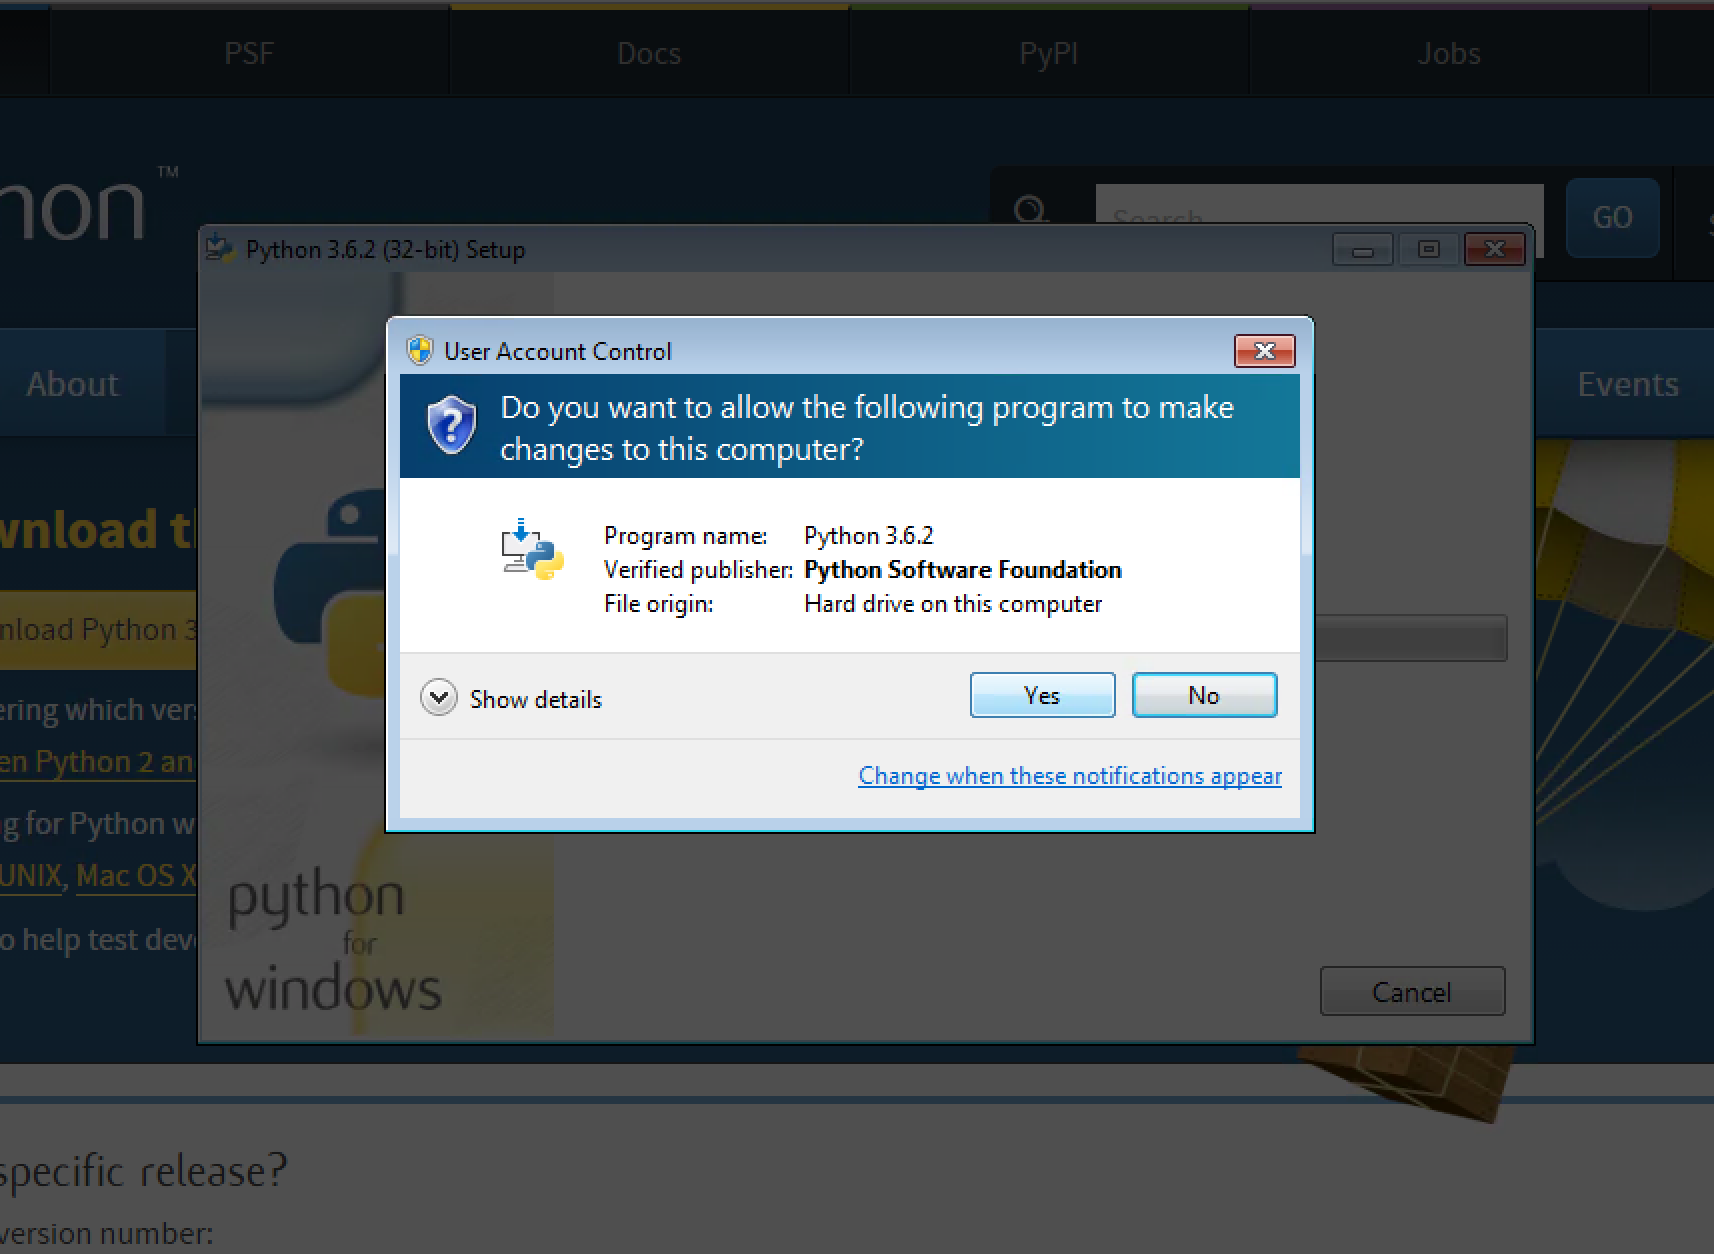 PSF
Docs
PyPI
Jobs
hon™
GO
Search
Python 3.6.2 (32-bit) Setup
About
Events
User Account Control
Do you want to allow the following program to make
changes to this computer?
wnload
nload Python 3
Program name: Python 3.6.2
Verified publisher: Python Software Foundation
File origin: Hard drive on this computer
Show details
Yes
No
Change when these notifications appear
ering which vers
en Python 2 an
g for Python w
UNIX, Mac OS X
o help test deve
python
for
windows
Cancel
specific release?
version number: